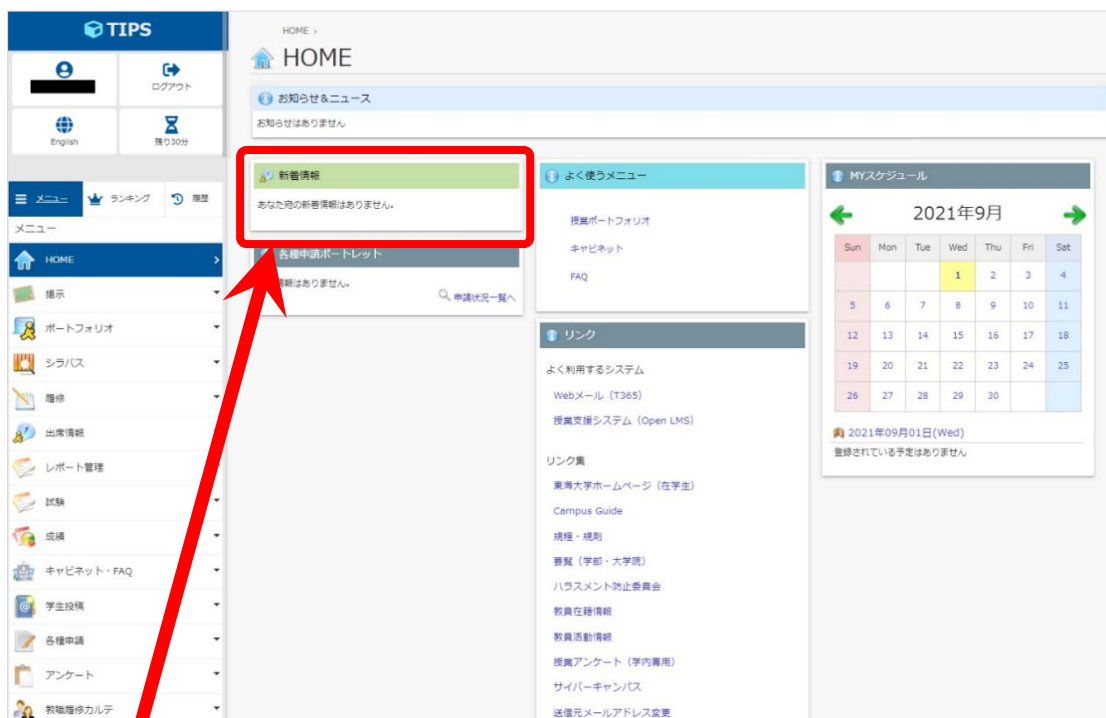 TIPS
ログアウト
English
残り30分
メニュー
ランキング
履歴
メニュー
HOME
掲示
ポートフォリオ
シラバス
履修
出席情報
レポート管理
試験
成績
キャビネット・FAQ
学生投稿
各種申請
アンケート
教職履修カルテ
HOME ›
HOME
お知らせ&ニュース
お知らせはありません
新着情報
あなた宛の新着情報はありません。
各種申請ポートレット
情報はありません。
申請状況一覧へ
よく使うメニュー
授業ポートフォリオ
キャビネット
FAQ
リンク
よく利用するシステム
Webメール（T365）
授業支援システム（Open LMS）
リンク集
東海大学ホームページ（在学生）
Campus Guide
規程・規則
要覧（学部・大学院）
ハラスメント防止委員会
教員在籍情報
教員活動情報
授業アンケート（学内専用）
サイバーキャンパス
送信元メールアドレス変更
MYスケジュール
2021年9月
Sun Mon Tue Wed Thu Fri Sat
1 2 3 4
5 6 7 8 9 10 11
12 13 14 15 16 17 18
19 20 21 22 23 24 25
26 27 28 29 30
2021年09月01日(Wed)
登録されている予定はありません